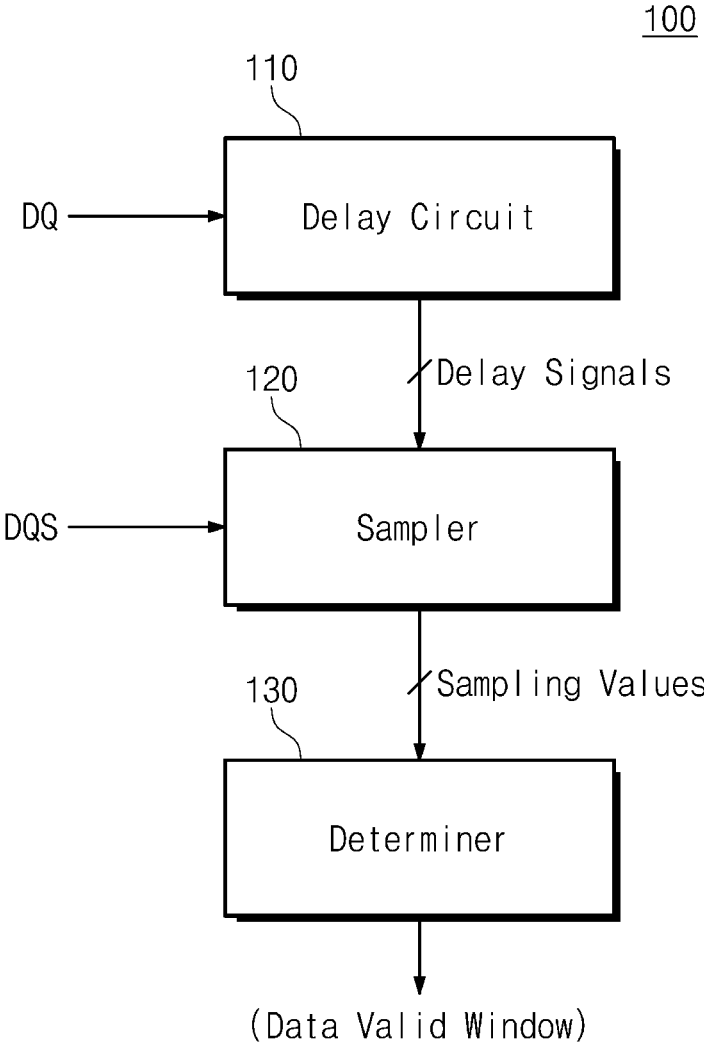 100
110
DQ
Delay Circuit
Delay Signals
120
DQS
Sampler
Sampling Values
130
Determiner
(Data Valid Window)